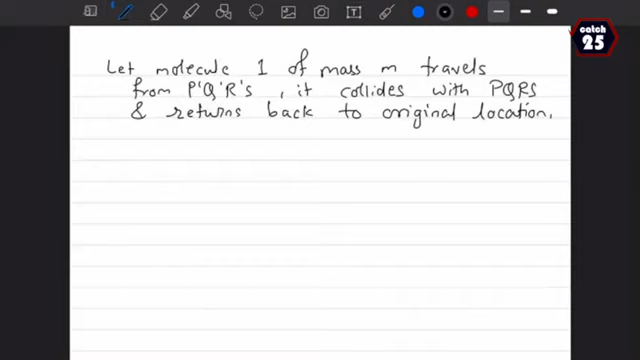 catch
25
Let molecule 1 of mass m travels
from P'Q'R's, it collides with PQRS
& returns back to original location.